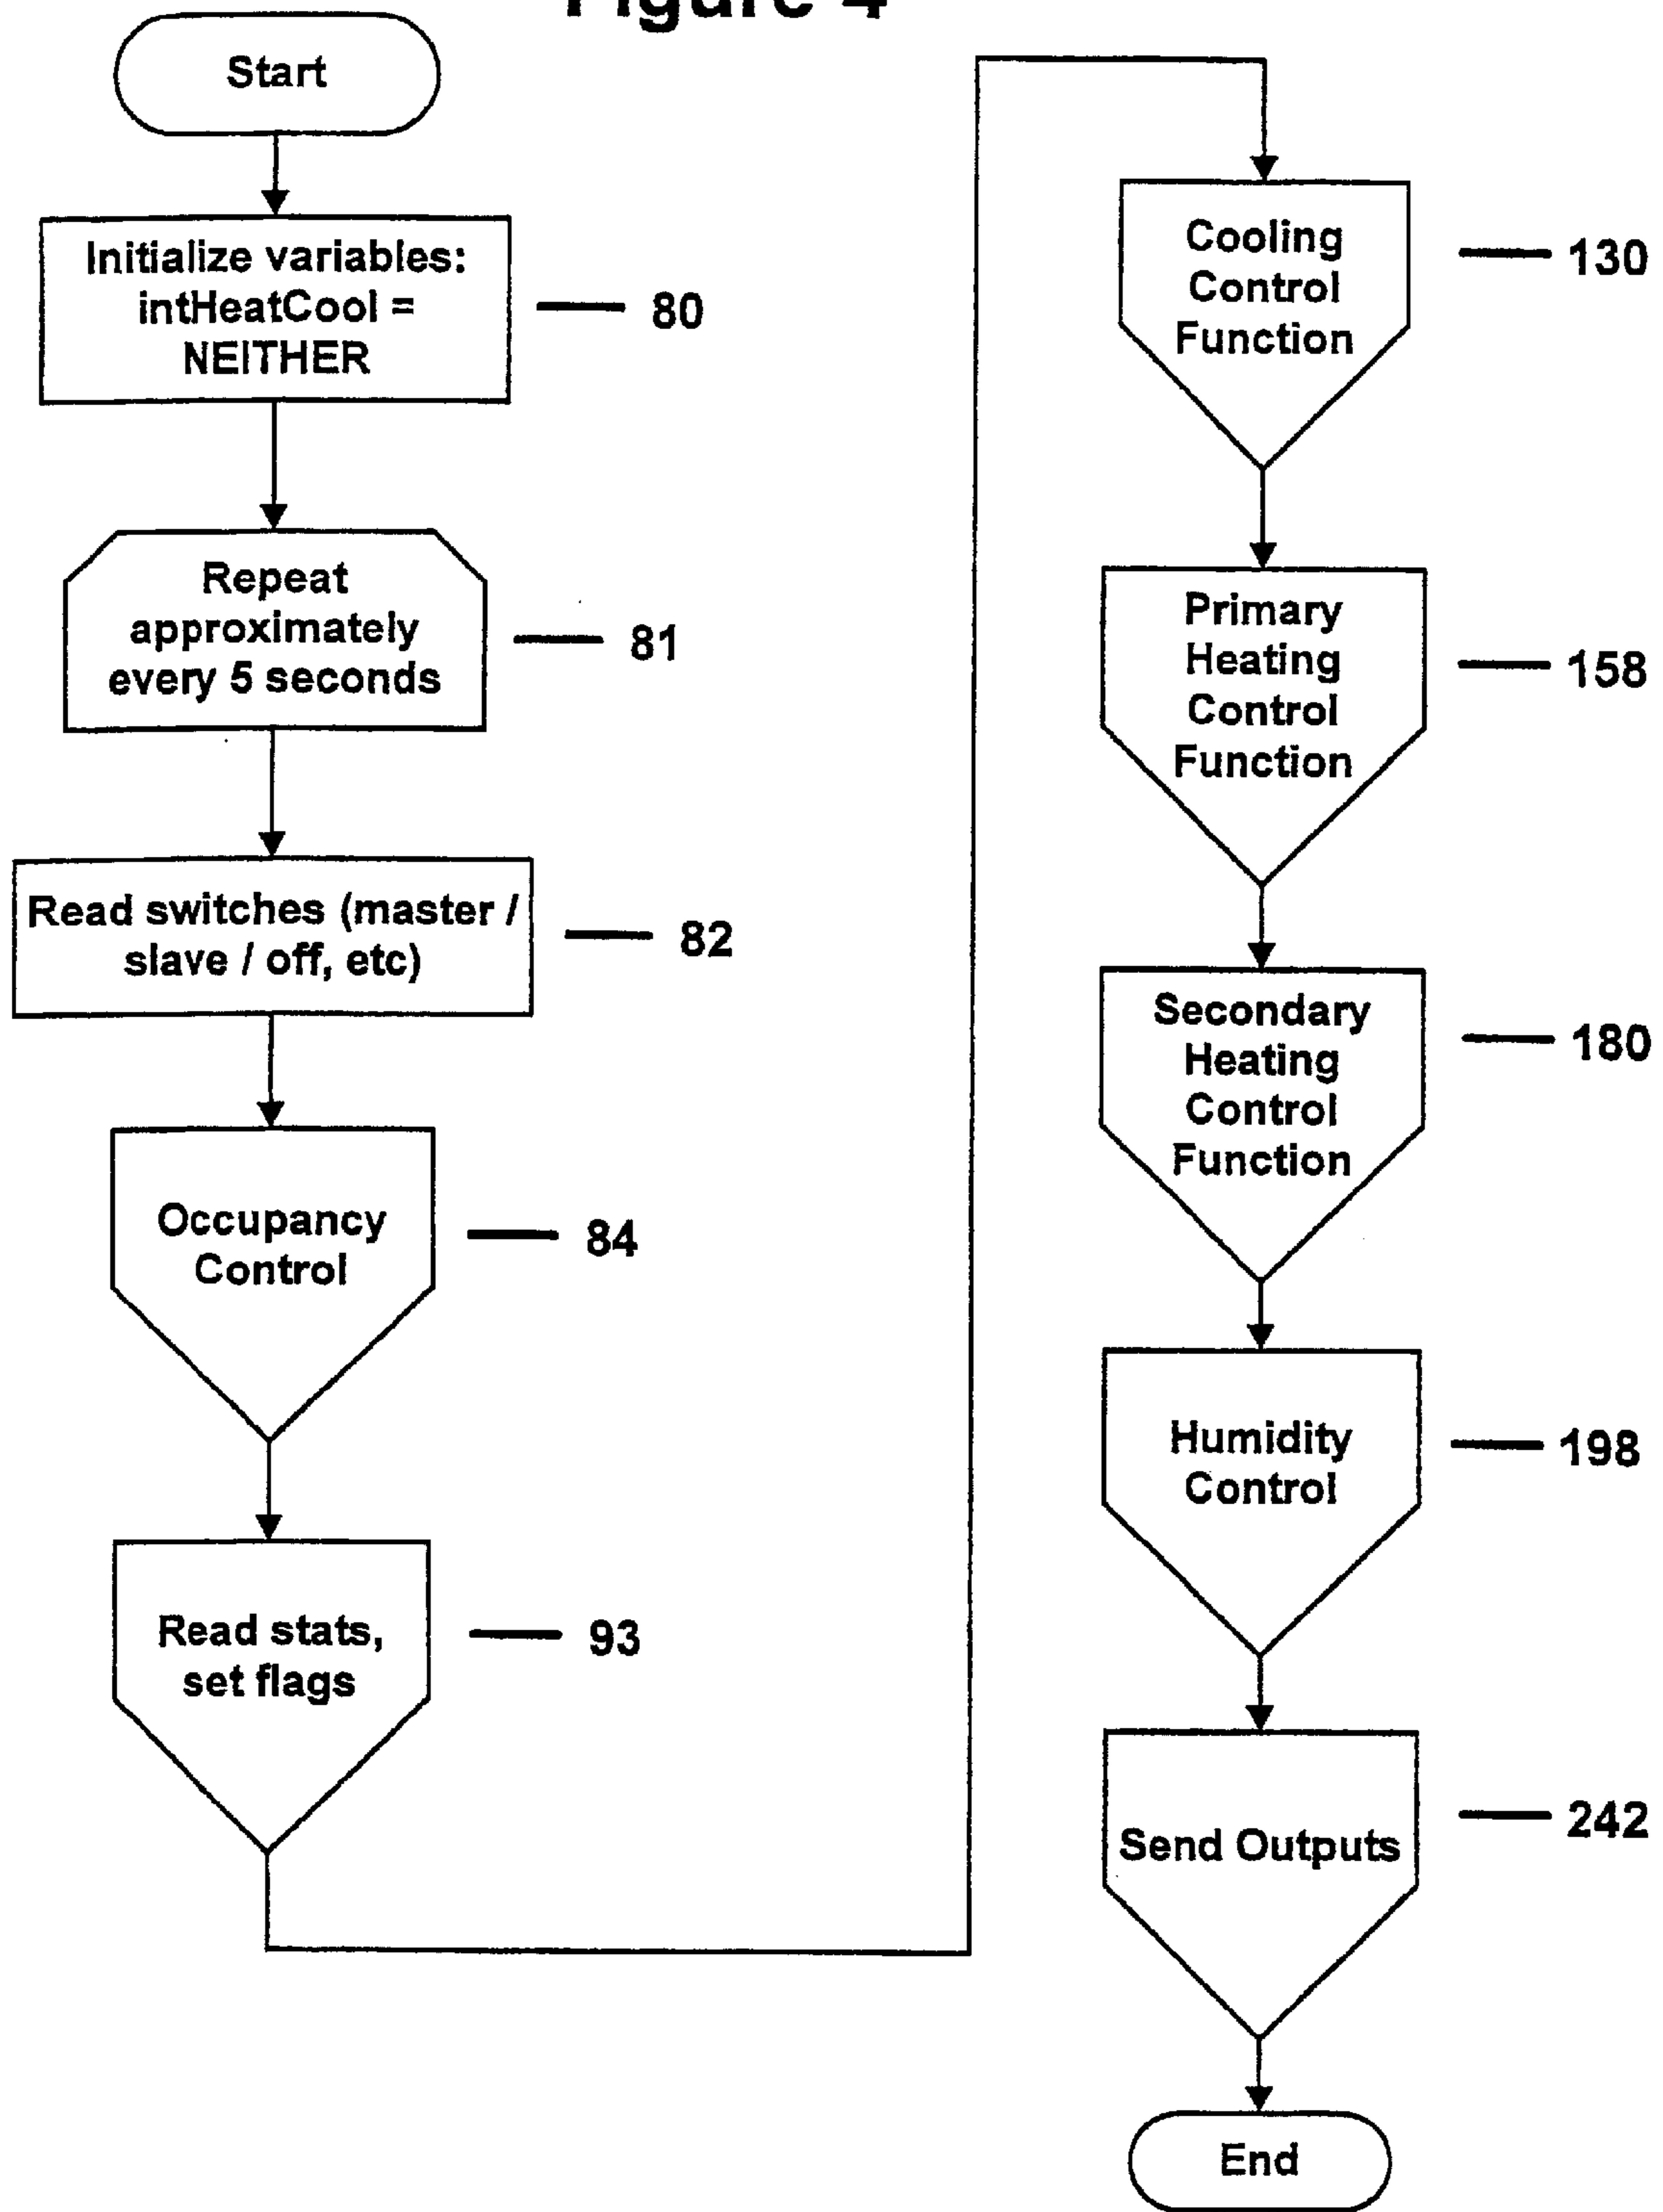 Figure 4
Start
Initialize variables:
intHeatCool =
NEITHER
80
Repeat
approximately
every 5 seconds
81
Read switches (master /
slave / off, etc)
82
Occupancy
Control
84
Read stats,
set flags
93
Cooling
Control
Function
130
Primary
Heating
Control
Function
158
Secondary
Heating
Control
Function
180
Humidity
Control
198
Send Outputs
242
End